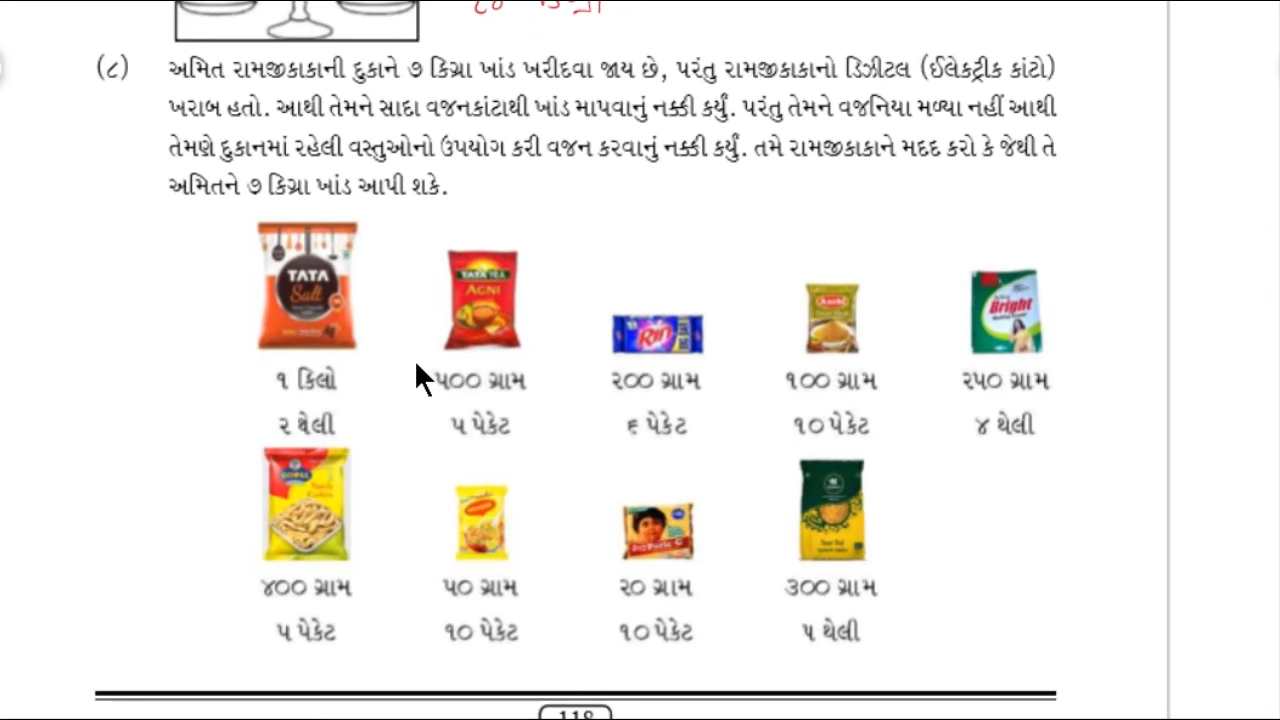 (૮) અમિત રામજીકાકાની દુકાને ૭ કિગ્રા ખાંડ ખરીદવા જાય છે, પરંતુ રામજીકાકાનો ડિઝીટલ (ઈલેકટ્રીક કાંટો)
ખરાબ હતો. આથી તેમને સાદા વજનકાંટાથી ખાંડ માપવાનું નક્કી કર્યું. પરંતુ તેમને વજનિયા મળ્યા નહીં આથી
તેમણે દુકાનમાં રહેલી વસ્તુઓનો ઉપયોગ કરી વજન કરવાનું નક્કી કર્યું. તમે રામજીકાકાને મદદ કરો કે જેથી તે
અમિતને ૭ કિગ્રા ખાંડ આપી શકે.
TATA
Salt
TATA TEA
AGNI
Rin
Aachi
Bright
૧ કિલો ૫૦૦ ગ્રામ ૨૦૦ ગ્રામ ૧૦૦ ગ્રામ ૨૫૦ ગ્રામ
૨ થેલી ૫ પેકેટ ૬ પેકેટ ૧૦ પેકેટ ૪ થેલી
૪૦૦ ગ્રામ ૫૦ ગ્રામ ૨૦ ગ્રામ ૩૦૦ ગ્રામ
૫ પેકેટ ૧૦ પેકેટ ૧૦ પેકેટ ૫ થેલી